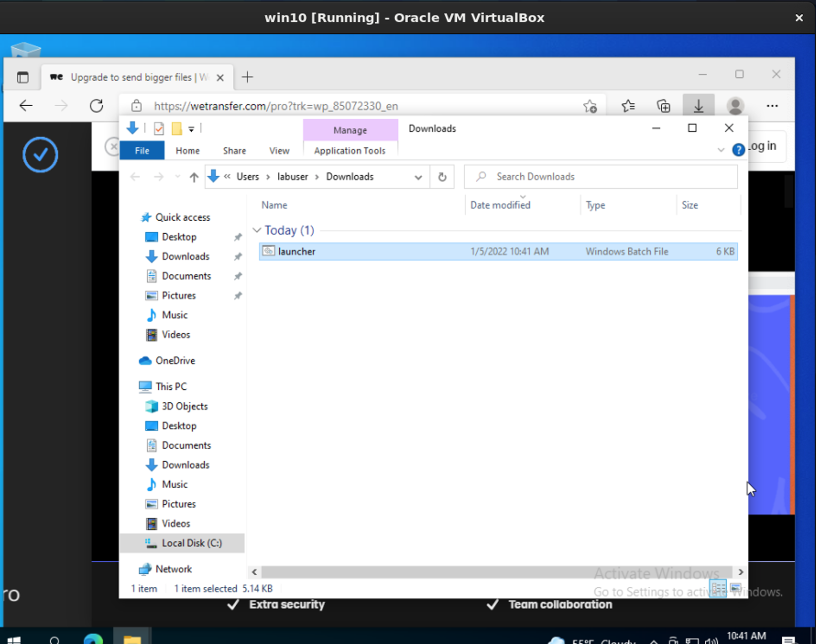 win10 [Running] - Oracle VM VirtualBox
we Upgrade to send bigger files | W
https://wetransfer.com/pro?trk=wp_85072330_en
Manage
Downloads
File Home Share View Application Tools
og in
« Users > labuser > Downloads
Search Downloads
Name Date modified Type Size
Quick access
Today (1)
Desktop
launcher 1/5/2022 10:41 AM Windows Batch File 6 KB
Downloads
Documents
Pictures
Music
Videos
OneDrive
This PC
3D Objects
Desktop
Documents
Downloads
Music
Pictures
Videos
Local Disk (C:)
Network
Activate Windows
Go to Settings to activate Windows.
1 item 1 item selected 5.14 KB
ro
Extra security
Team collaboration
55°F Cloudy
10:41 AM